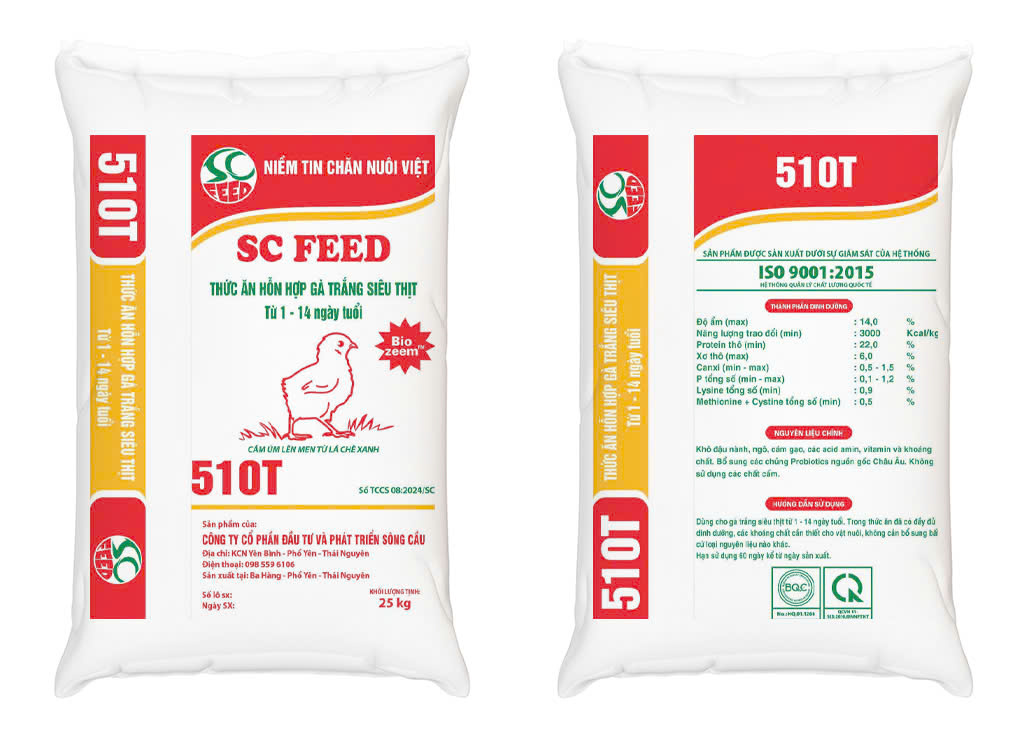 510T
THỨC ĂN HỖN HỢP GÀ TRẮNG SIÊU THỊT
Từ 1 - 14 ngày tuổi
SC FEED
SC FEED
NIỀM TIN CHĂN NUÔI VIỆT
SC FEED
THỨC ĂN HỖN HỢP GÀ TRẮNG SIÊU THỊT
Từ 1 - 14 ngày tuổi
Bio zeem™
CÁM ỦM LÊN MEN TỪ LÁ CHÈ XANH
510T
Số TCCS 08:2024/SC
Sản phẩm của:
CÔNG TY CỔ PHẦN ĐẦU TƯ VÀ PHÁT TRIỂN SÔNG CẦU
Địa chỉ: KCN Yên Bình - Phổ Yên - Thái Nguyên
Điện thoại: 098 559 6106
Sản xuất tại: Ba Hàng - Phổ Yên - Thái Nguyên
Số lô sx:
Ngày SX:
KHỐI LƯỢNG TỊNH:
25 kg
SC FEED
THỨC ĂN HỖN HỢP GÀ TRẮNG SIÊU THỊT
Từ 1 - 14 ngày tuổi
510T
510T
SẢN PHẨM ĐƯỢC SẢN XUẤT DƯỚI SỰ GIÁM SÁT CỦA HỆ THỐNG
ISO 9001:2015
HỆ THỐNG QUẢN LÝ CHẤT LƯỢNG QUỐC TẾ
THÀNH PHẦN DINH DƯỠNG
Độ ẩm (max) : 14,0 %
Năng lượng trao đổi (min) : 3000 Kcal/kg
Protein thô (min) : 22,0 %
Xơ thô (max) : 6,0 %
Canxi (min - max) : 0,5 - 1,5 %
P tổng số (min - max) : 0,1 - 1,2 %
Lysine tổng số (min) : 0,9 %
Methionine + Cystine tổng số (min) : 0,5 %
NGUYÊN LIỆU CHÍNH
Khô đậu nành, ngô, cám gạo, các acid amin, vitamin và khoáng
chất. Bổ sung các chủng Probiotics nguồn gốc Châu Âu. Không
sử dụng các chất cấm.
HƯỚNG DẪN SỬ DỤNG
Dùng cho gà trắng siêu thịt từ 1 - 14 ngày tuổi. Trong thức ăn đã có đầy đủ
dinh dưỡng, các khoáng chất cần thiết cho vật nuôi, không cần bổ sung bất
cứ loại nguyên liệu nào khác.
Hạn sử dụng 60 ngày kể từ ngày sản xuất.
BQC